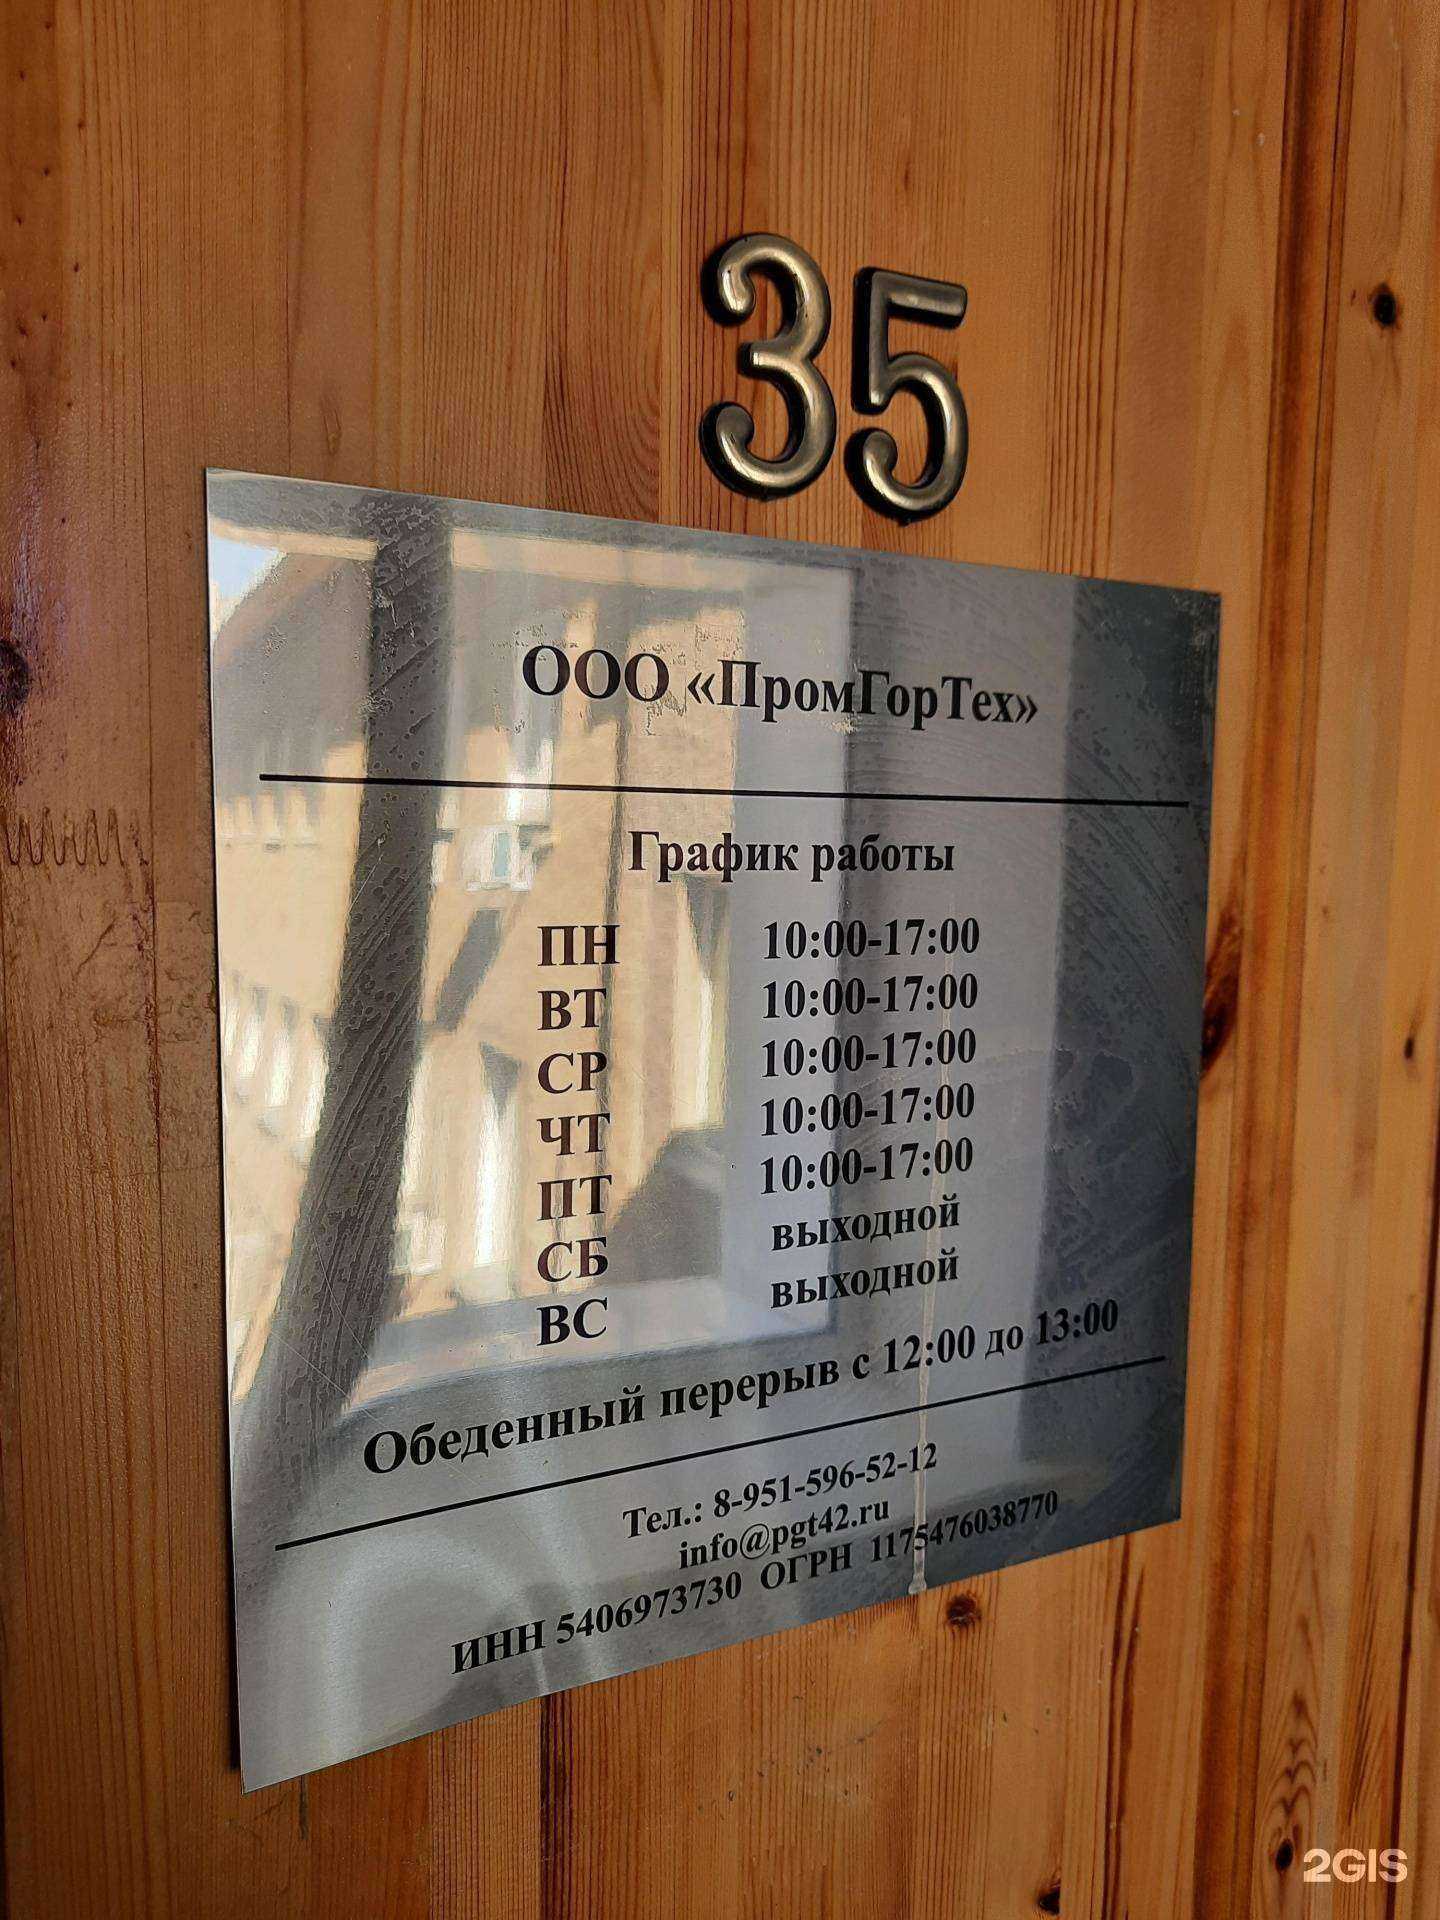 35
ООО «ПромГорТех»
График работы
ПН 10:00-17:00
ВТ 10:00-17:00
СР 10:00-17:00
ЧТ 10:00-17:00
ПТ 10:00-17:00
СБ выходной
ВС выходной
Обеденный перерыв с 12:00 до 13:00
Тел.: 8-951-596-52-12
info@pgt42.ru
ИНН 5406973730 ОГРН 1175476038770
2GIS